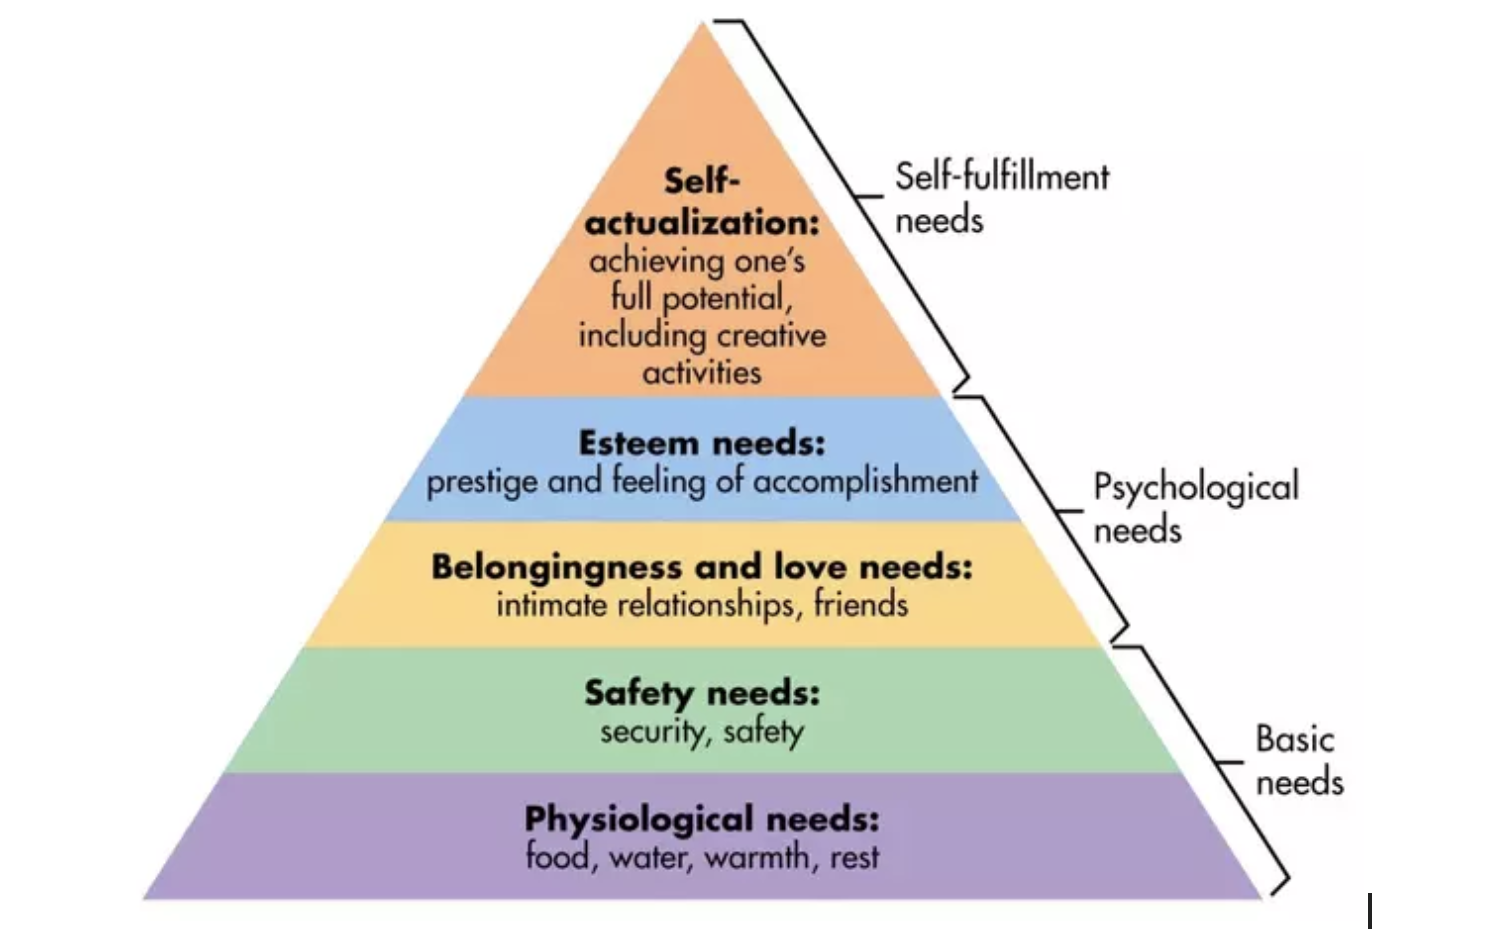 Self-
actualization:
achieving one's
full potential,
including creative
activities
Self-fulfillment
needs
Esteem needs:
prestige and feeling of accomplishment
Psychological
needs
Belongingness and love needs:
intimate relationships, friends
Safety needs:
security, safety
Basic
needs
Physiological needs:
food, water, warmth, rest